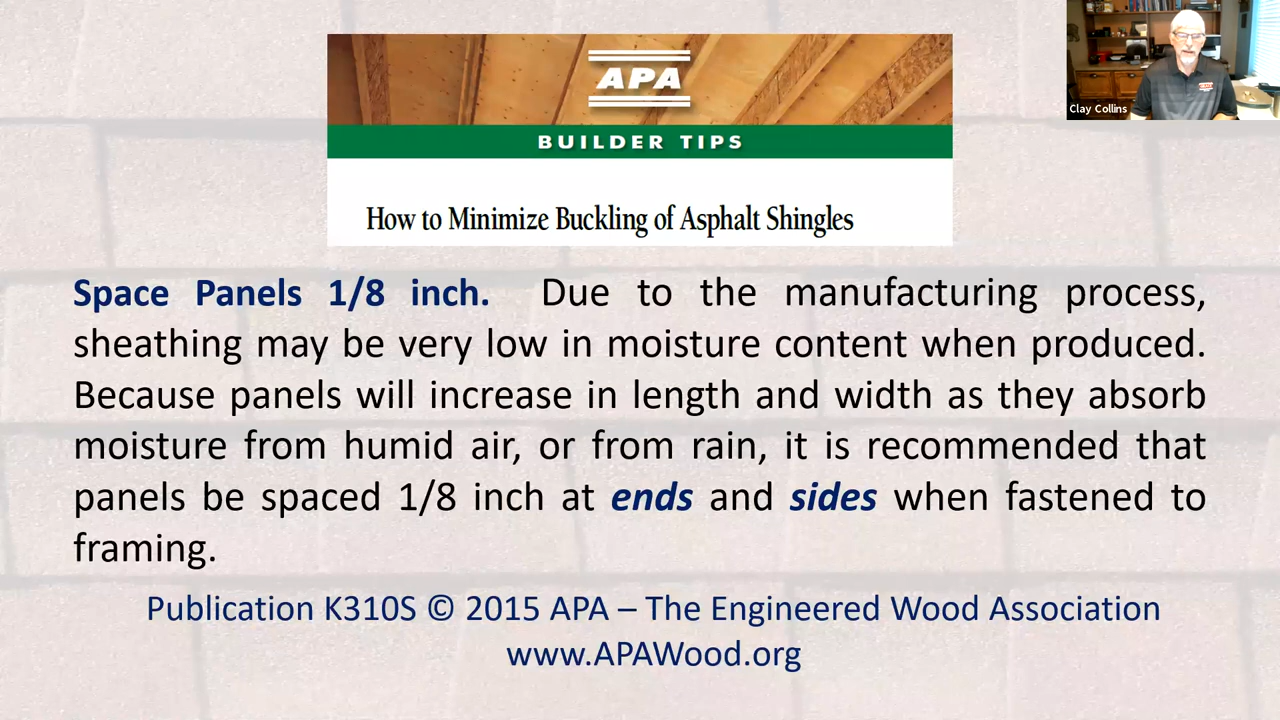 APA
BUILDER TIPS
How to Minimize Buckling of Asphalt Shingles
Clay Collins
Space Panels 1/8 inch. Due to the manufacturing process,
sheathing may be very low in moisture content when produced.
Because panels will increase in length and width as they absorb
moisture from humid air, or from rain, it is recommended that
panels be spaced 1/8 inch at ends and sides when fastened to
framing.
Publication K310S © 2015 APA – The Engineered Wood Association
www.APAWood.org